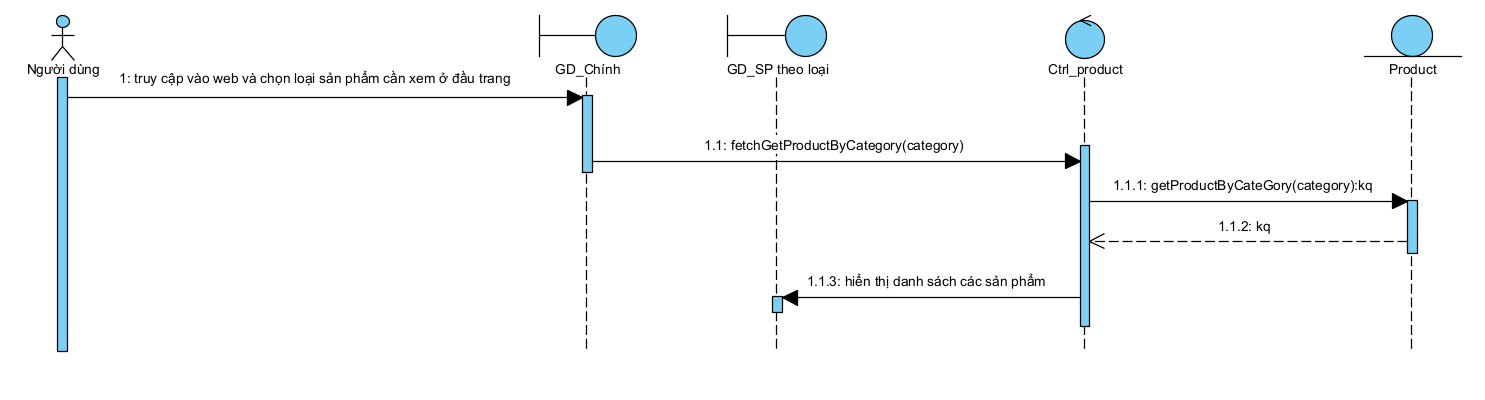 Người dùng
GD_Chính
GD_SP theo loại
Ctrl_product
Product
1: truy cập vào web và chọn loại sản phẩm cần xem ở đầu trang
1.1: fetchGetProductByCategory(category)
1.1.1: getProductByCateGory(category):kq
1.1.2: kq
1.1.3: hiển thị danh sách các sản phẩm